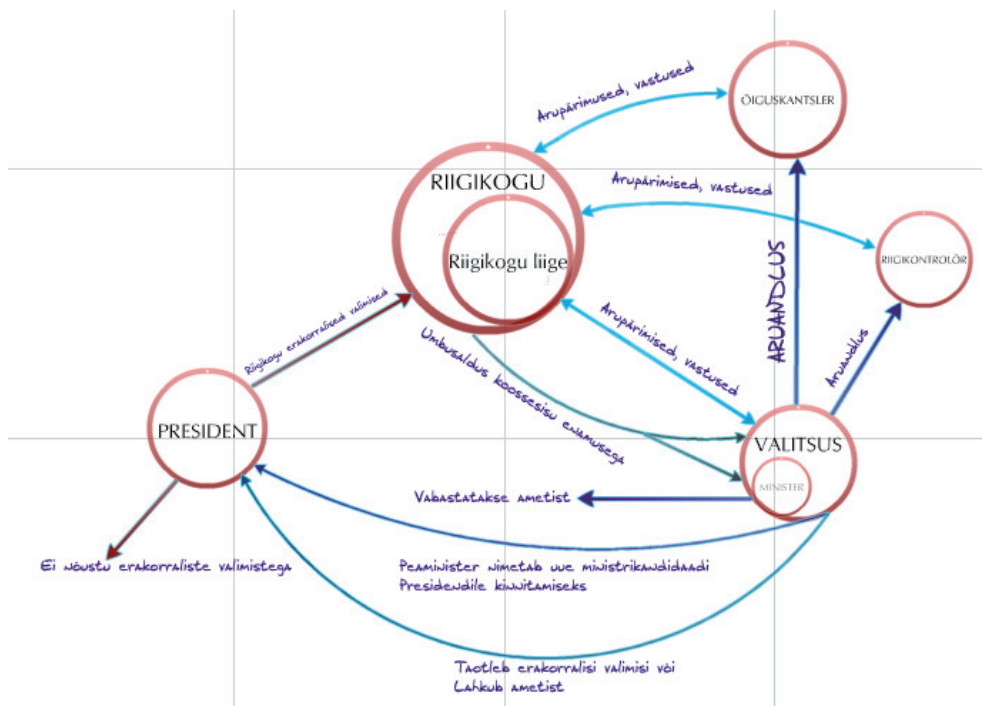 Arupärimused, vastused
ÕIGUSKANTSLER
RIIGIKOGU
Arupärimised, vastused
Riigikogu liige
RIIGIKONTROLÖR
ARUANDLUS
Riigikogu erakorralised valimised
Arupärimised, vastused
Aruandlus
Umbusaldus koossesisu enamusega
PRESIDENT
VALITSUS
MINISTER
Vabastatakse ametist
Ei nõustu erakorraliste valimistega
Peaminister nimetab uue ministrikandidaadi
Presidendile kinnitamiseks
Taotleb erakorralisi valimisi või
Lahkub ametist